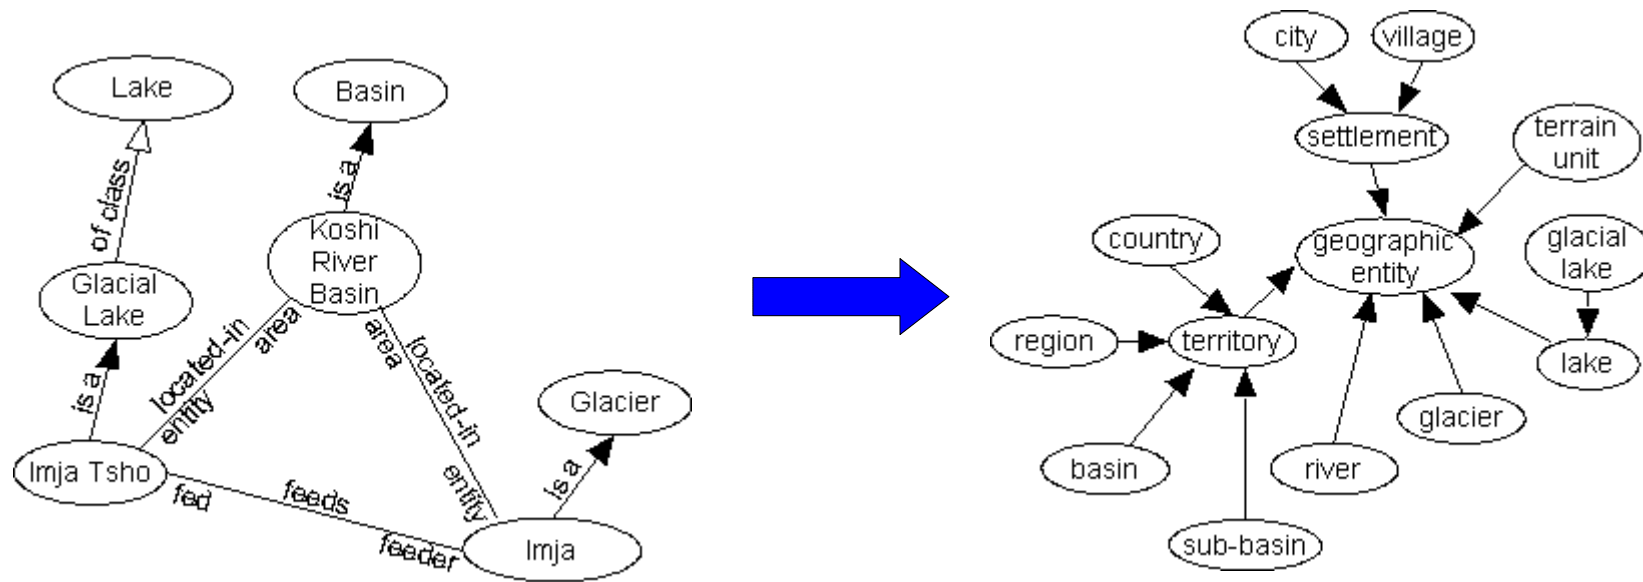 Lake
Basin
of class
is a
Koshi
River
Basin
Glacial
Lake
located-in
area
area
located-in
is a
entity
Glacier
Imja Tsho
fed
feeds
feeder
entity
is a
Imja
city
village
settlement
terrain
unit
country
geographic
entity
glacial
lake
region
territory
lake
glacier
basin
river
sub-basin